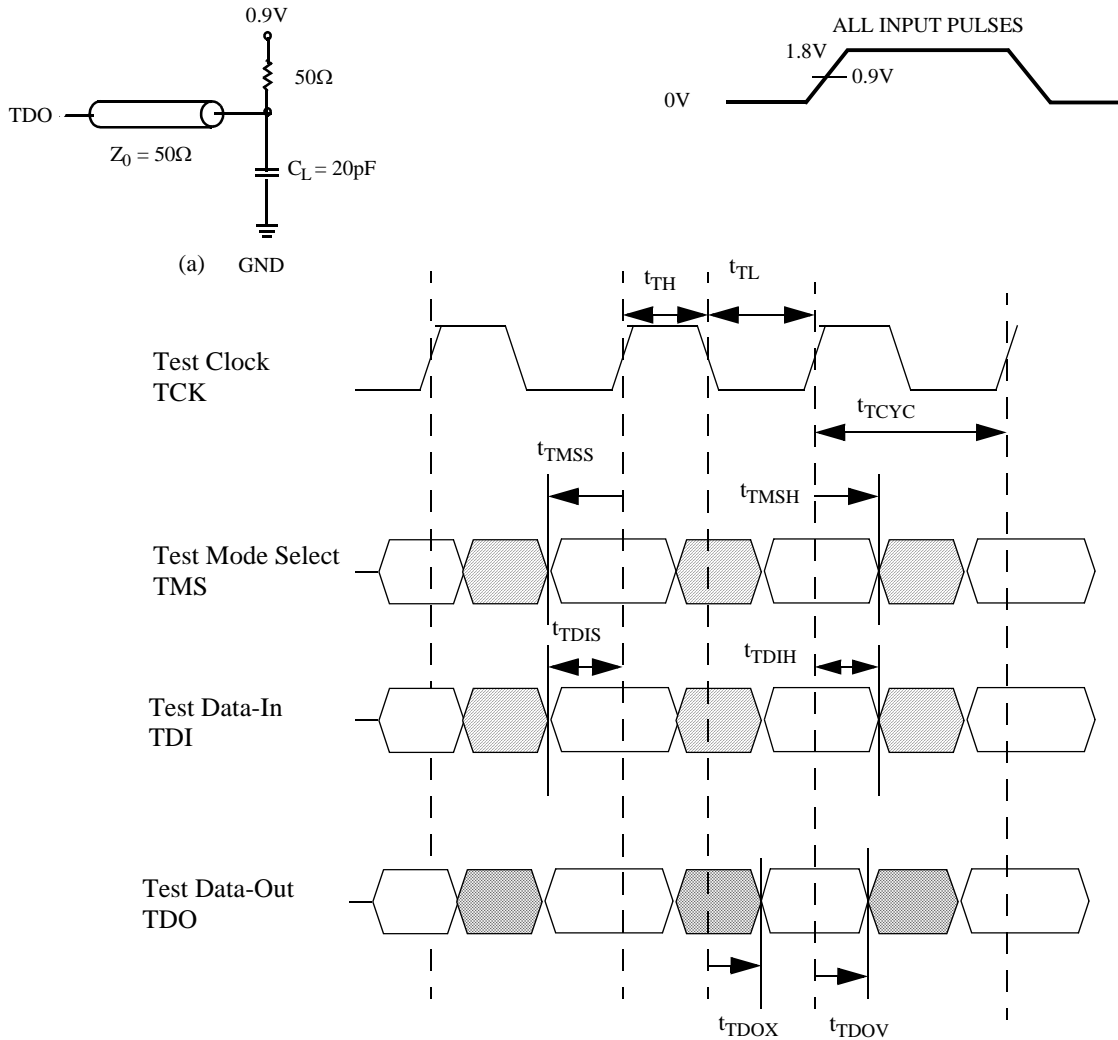 0.9V
50Ω
TDO
Z0 = 50Ω
CL = 20pF
(a) GND
ALL INPUT PULSES
1.8V
0.9V
0V
tTH
tTL
Test Clock
TCK
tTCYC
tTMSS
tTMSH
Test Mode Select
TMS
tTDIS
tTDIH
Test Data-In
TDI
Test Data-Out
TDO
tTDOX
tTDOV